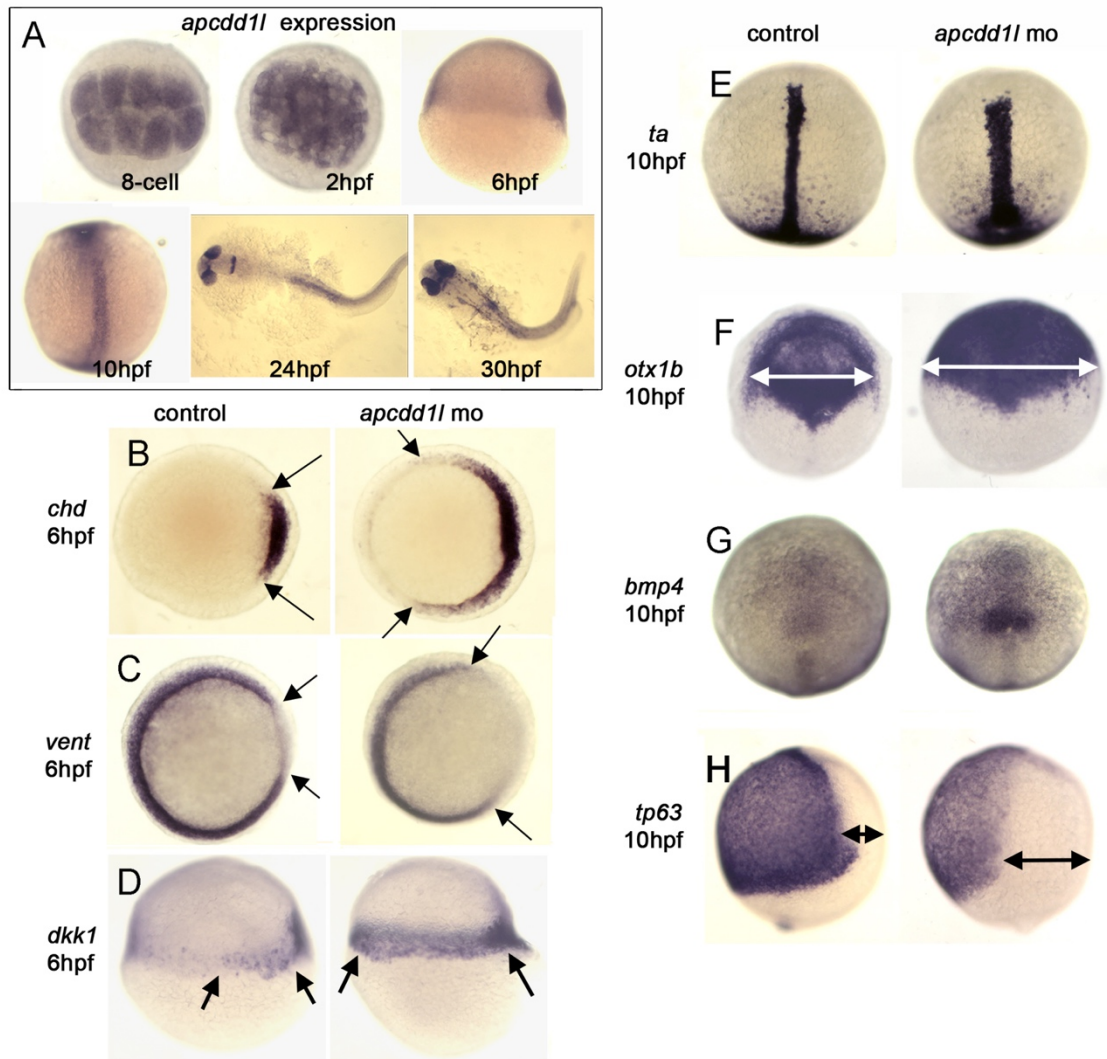 A
apcdd1l expression
8-cell
2hpf
6hpf
10hpf
24hpf
30hpf
control
apcdd1l mo
B
chd
6hpf
C
vent
6hpf
D
dkk1
6hpf
control
apcdd1l mo
E
ta
10hpf
F
otx1b
10hpf
G
bmp4
10hpf
H
tp63
10hpf